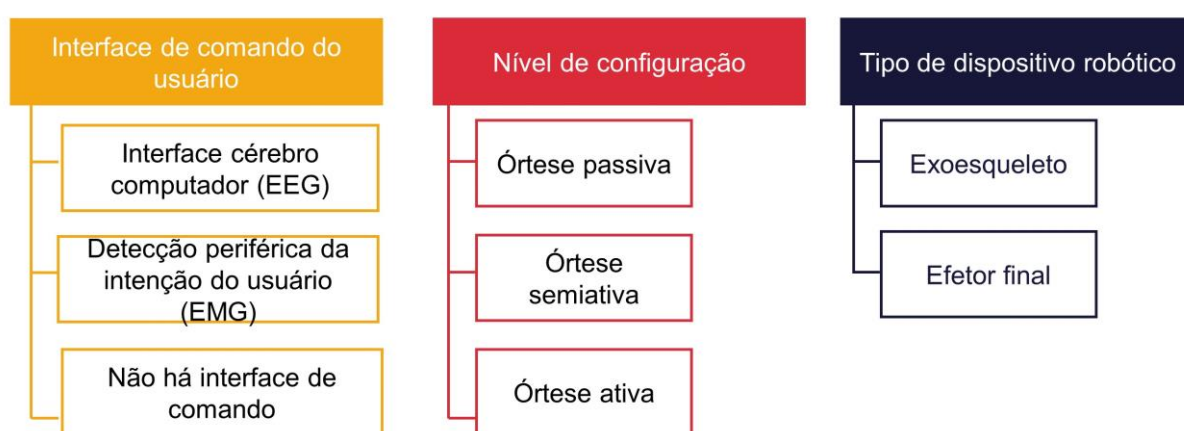 Interface de comando do
usuário
Interface cérebro
computador (EEG)
Detecção periférica da
intenção do usuário
(EMG)
Não há interface de
comando
Nível de configuração
Órtese passiva
Órtese
semiativa
Órtese ativa
Tipo de dispositivo robótico
Exoesqueleto
Efetor final